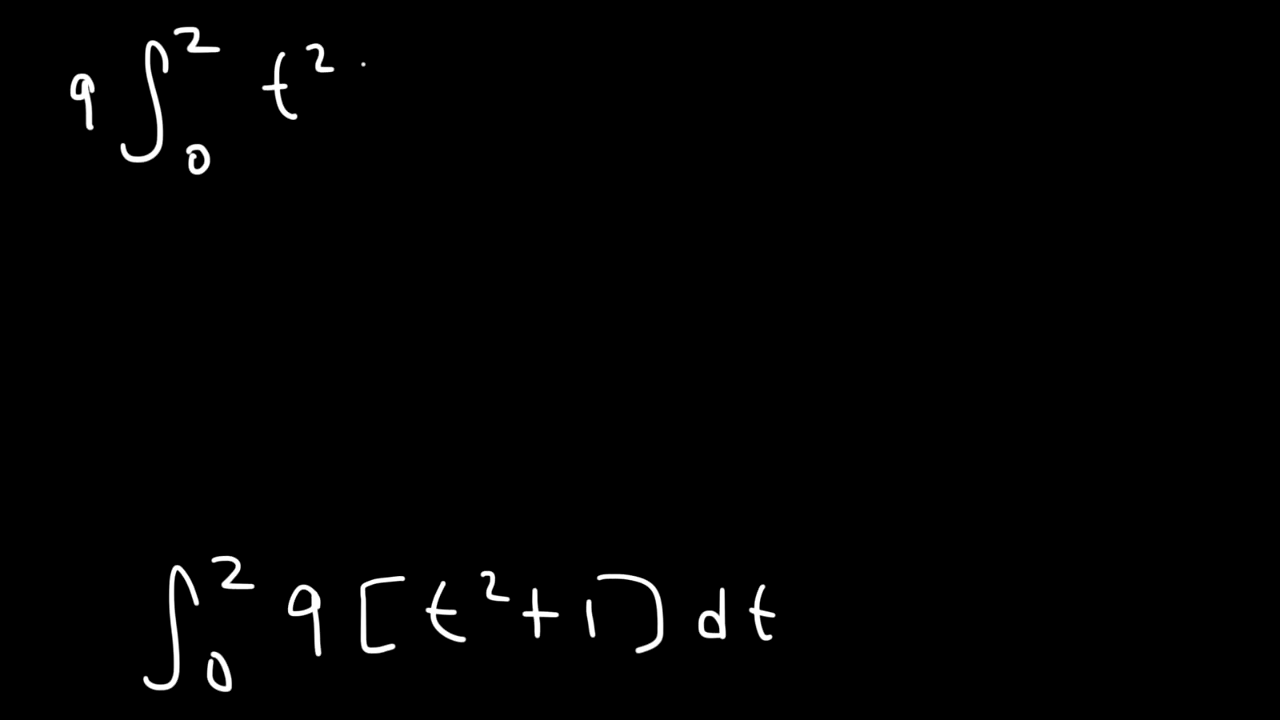 9 ∫₀² t²
∫₀² 9 [t² + 1] dt